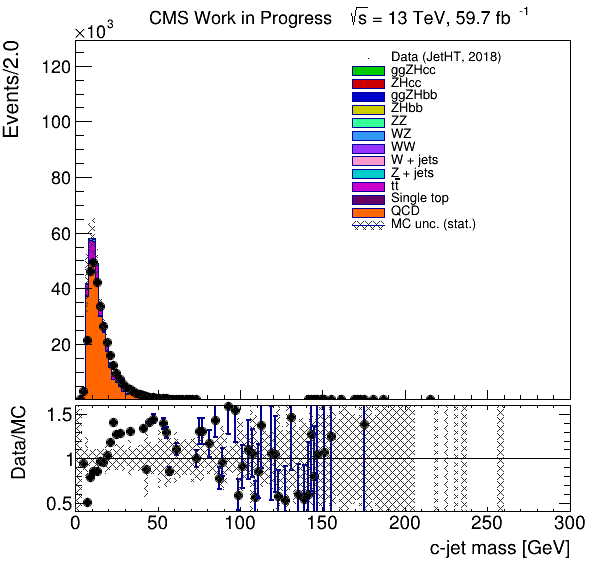 CMS Work in Progress √s = 13 TeV, 59.7 fb⁻¹
×10³
Events/2.0
120
100
80
60
40
20
Data (JetHT, 2018)
ggZHcc
ZHcc
ggZHbb
ZHbb
ZZ
WZ
WW
W + jets
Z + jets
tt̅
Single top
QCD
MC unc. (stat.)
Data/MC
1.5
1
0.5
0 50 100 150 200 250 300
c-jet mass [GeV]